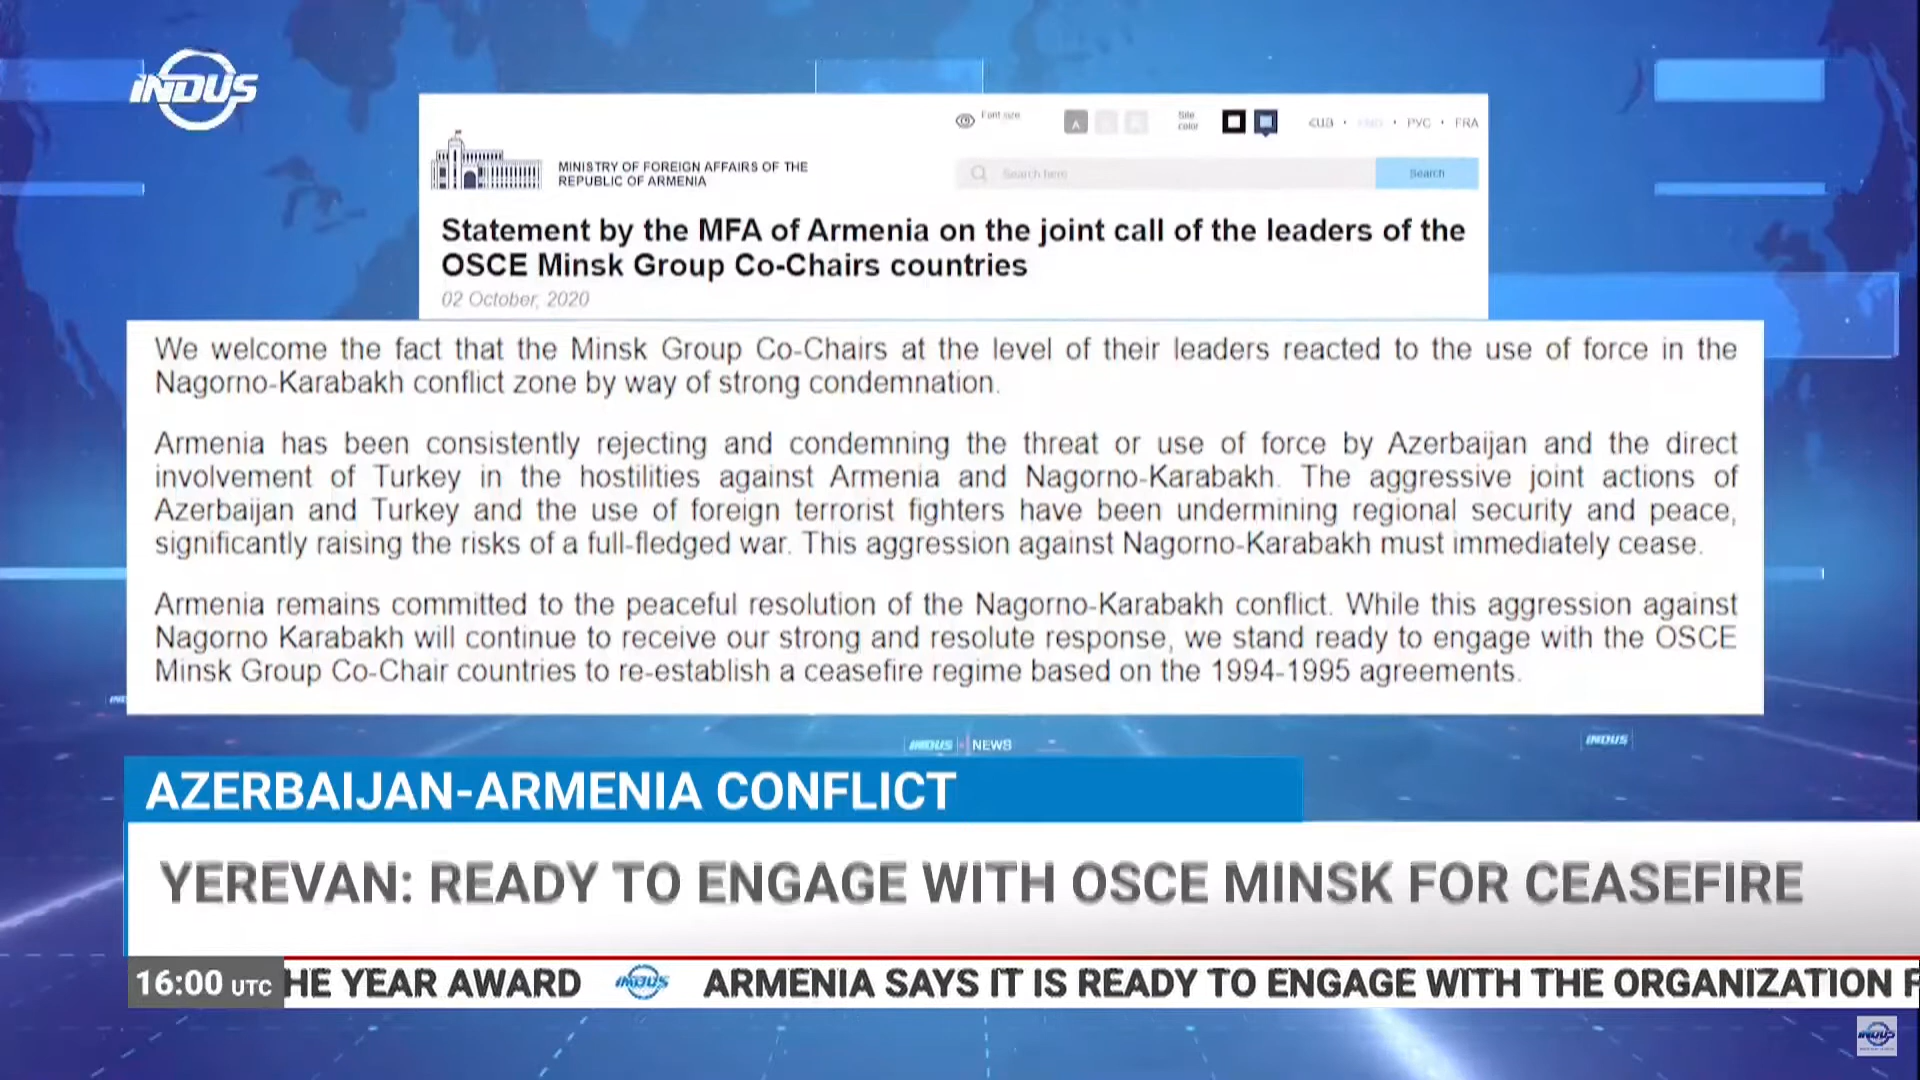 INDUS
Font size
A
Site color
ՀԱՅ · ENG · РУС · FRA
MINISTRY OF FOREIGN AFFAIRS OF THE
REPUBLIC OF ARMENIA
Search here
Search
Statement by the MFA of Armenia on the joint call of the leaders of the
OSCE Minsk Group Co-Chairs countries
02 October, 2020
We welcome the fact that the Minsk Group Co-Chairs at the level of their leaders reacted to the use of force in the
Nagorno-Karabakh conflict zone by way of strong condemnation.
Armenia has been consistently rejecting and condemning the threat or use of force by Azerbaijan and the direct
involvement of Turkey in the hostilities against Armenia and Nagorno-Karabakh. The aggressive joint actions of
Azerbaijan and Turkey and the use of foreign terrorist fighters have been undermining regional security and peace,
significantly raising the risks of a full-fledged war. This aggression against Nagorno-Karabakh must immediately cease.
Armenia remains committed to the peaceful resolution of the Nagorno-Karabakh conflict. While this aggression against
Nagorno Karabakh will continue to receive our strong and resolute response, we stand ready to engage with the OSCE
Minsk Group Co-Chair countries to re-establish a ceasefire regime based on the 1994-1995 agreements.
INDUS NEWS
INDUS
AZERBAIJAN-ARMENIA CONFLICT
YEREVAN: READY TO ENGAGE WITH OSCE MINSK FOR CEASEFIRE
16:00 UTC
HE YEAR AWARD INDUS ARMENIA SAYS IT IS READY TO ENGAGE WITH THE ORGANIZATION F
INDUS